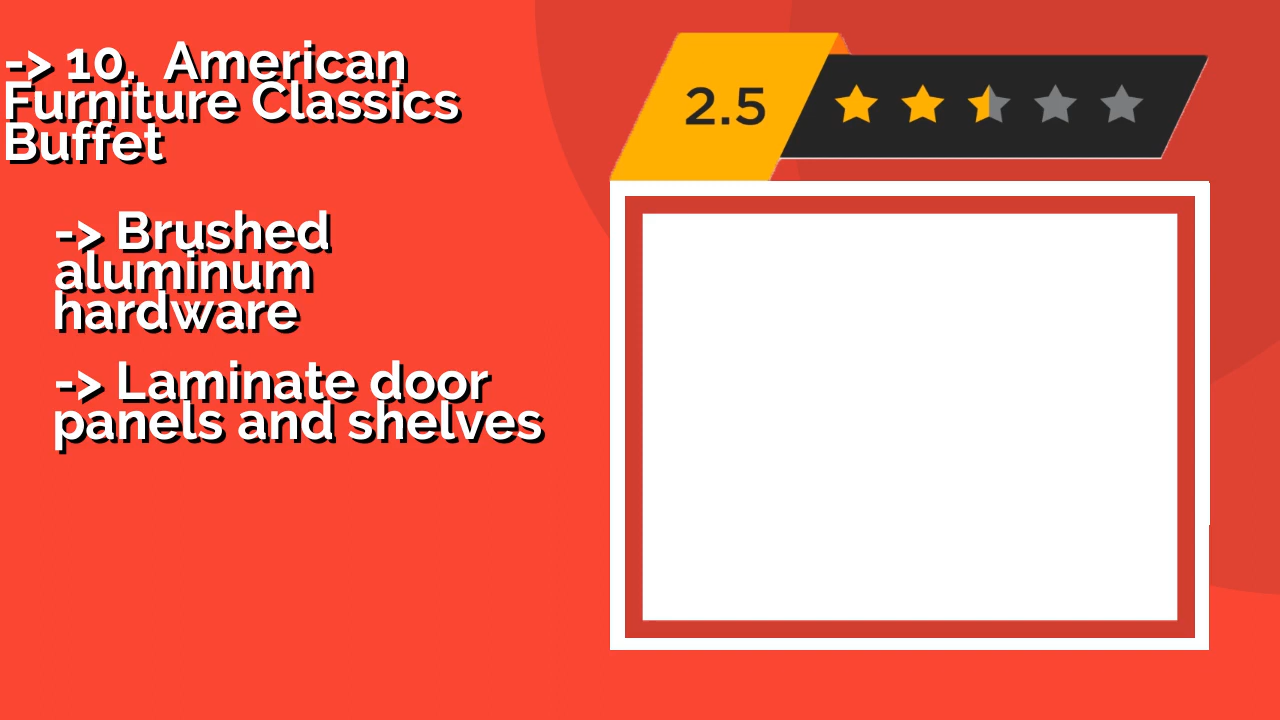 -> 10.  American
Furniture Classics
Buffet
-> Brushed
aluminum
hardware
-> Laminate door
panels and shelves
2.5